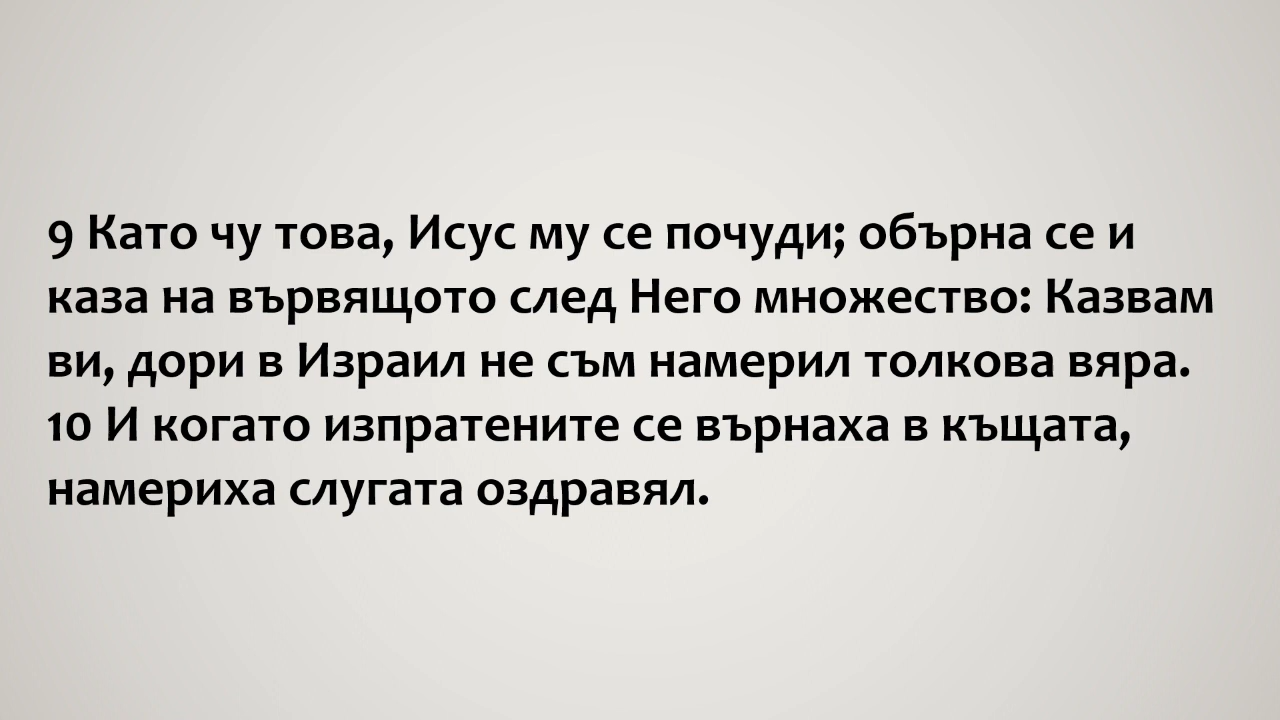 9 Като чу това, Исус му се почуди; обърна се и
каза на вървящото след Него множество: Казвам
ви, дори в Израил не съм намерил толкова вяра.
10 И когато изпратените се върнаха в къщата,
намериха слугата оздравял.